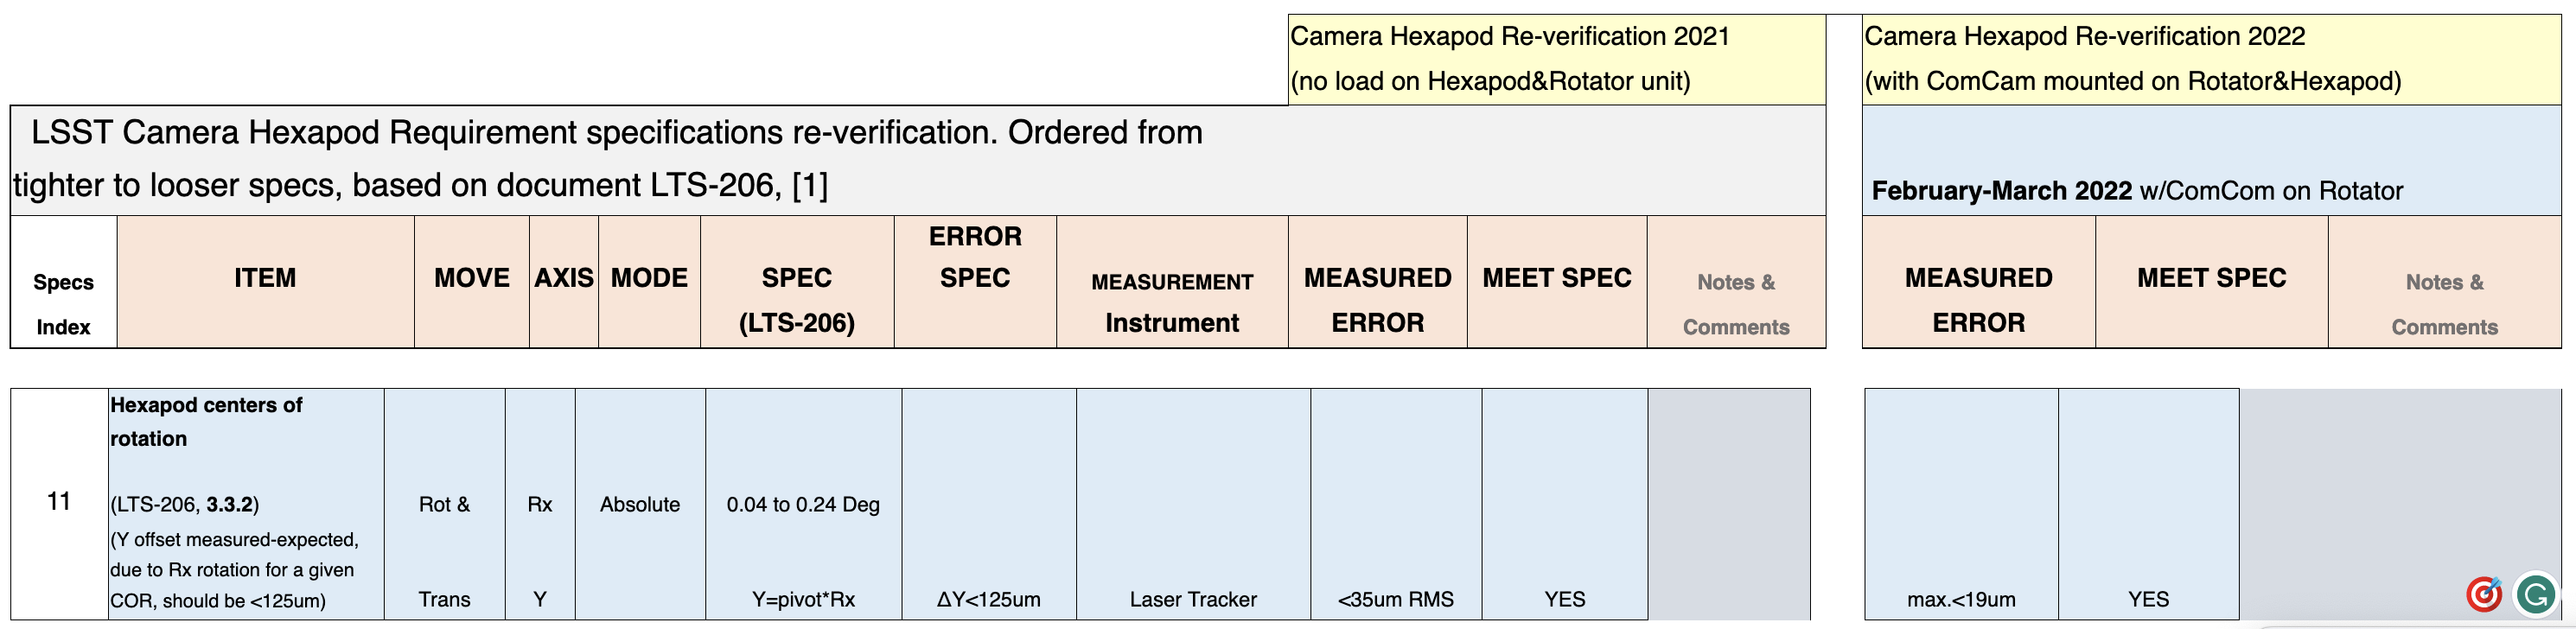 Camera Hexapod Re-verification 2021
(no load on Hexapod&Rotator unit)
Camera Hexapod Re-verification 2022
(with ComCam mounted on Rotator&Hexapod)
LSST Camera Hexapod Requirement specifications re-verification. Ordered from
tighter to looser specs, based on document LTS-206, [1]
February-March 2022 w/ComCom on Rotator
Specs
Index
ITEM
MOVE
AXIS
MODE
SPEC
(LTS-206)
ERROR
SPEC
MEASUREMENT
Instrument
MEASURED
ERROR
MEET SPEC
Notes &
Comments
MEASURED
ERROR
MEET SPEC
Notes &
Comments
11
Hexapod centers of
rotation
(LTS-206, 3.3.2)
(Y offset measured-expected,
due to Rx rotation for a given
COR, should be <125um)
Rot &
Trans
Rx
Y
Absolute
0.04 to 0.24 Deg
Y=pivot*Rx
ΔY<125um
Laser Tracker
<35um RMS
YES
max.<19um
YES